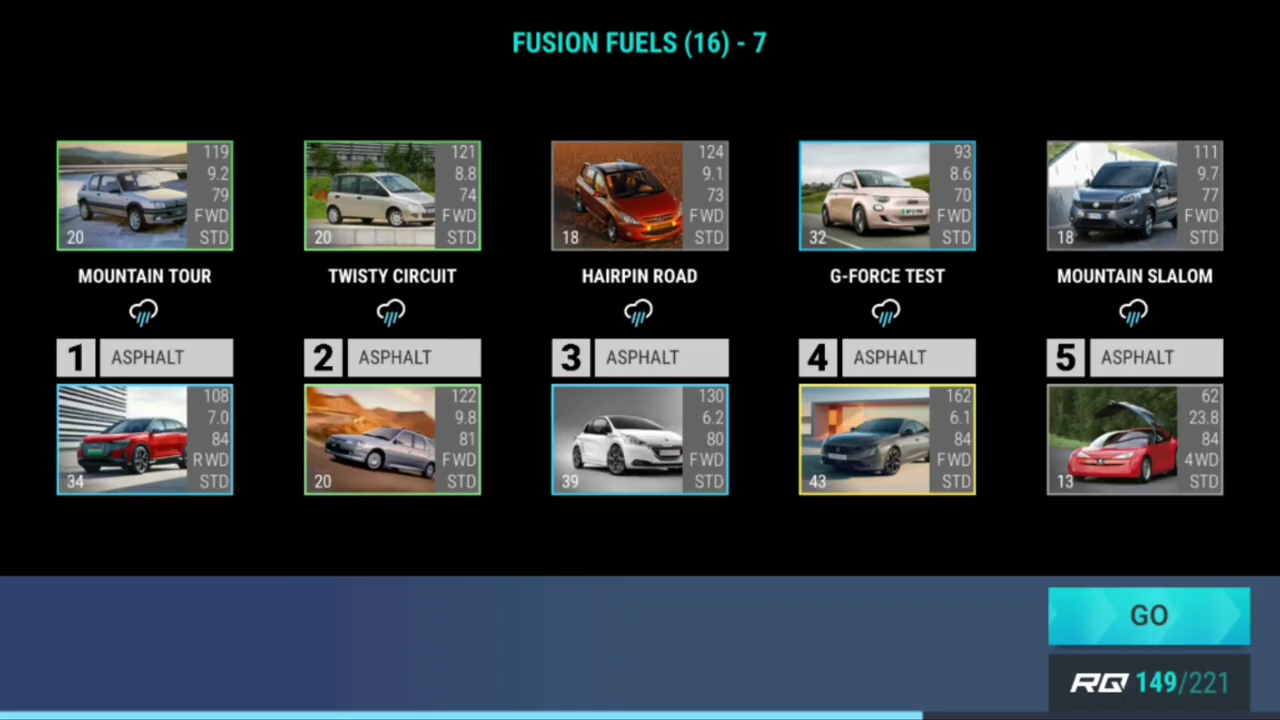 FUSION FUELS (16) - 7
119
9.2
79
FWD
20 STD
121
8.8
74
FWD
20 STD
124
9.1
73
FWD
18 STD
93
8.6
70
FWD
32 STD
111
9.7
77
FWD
18 STD
MOUNTAIN TOUR
TWISTY CIRCUIT
HAIRPIN ROAD
G-FORCE TEST
MOUNTAIN SLALOM
1 ASPHALT
2 ASPHALT
3 ASPHALT
4 ASPHALT
5 ASPHALT
108
7.0
84
RWD
34 STD
122
9.8
81
FWD
20 STD
130
6.2
80
FWD
39 STD
162
6.1
84
FWD
43 STD
62
23.8
84
4WD
13 STD
GO
RQ 149/221